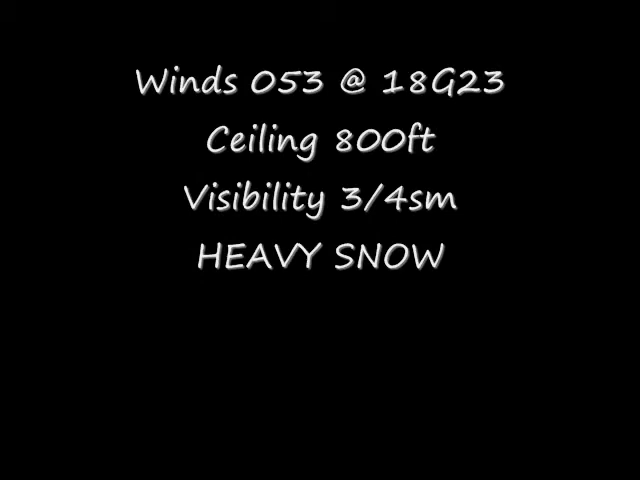 Winds 053 @ 18G23
Ceiling 800ft
Visibility 3/4sm
HEAVY SNOW